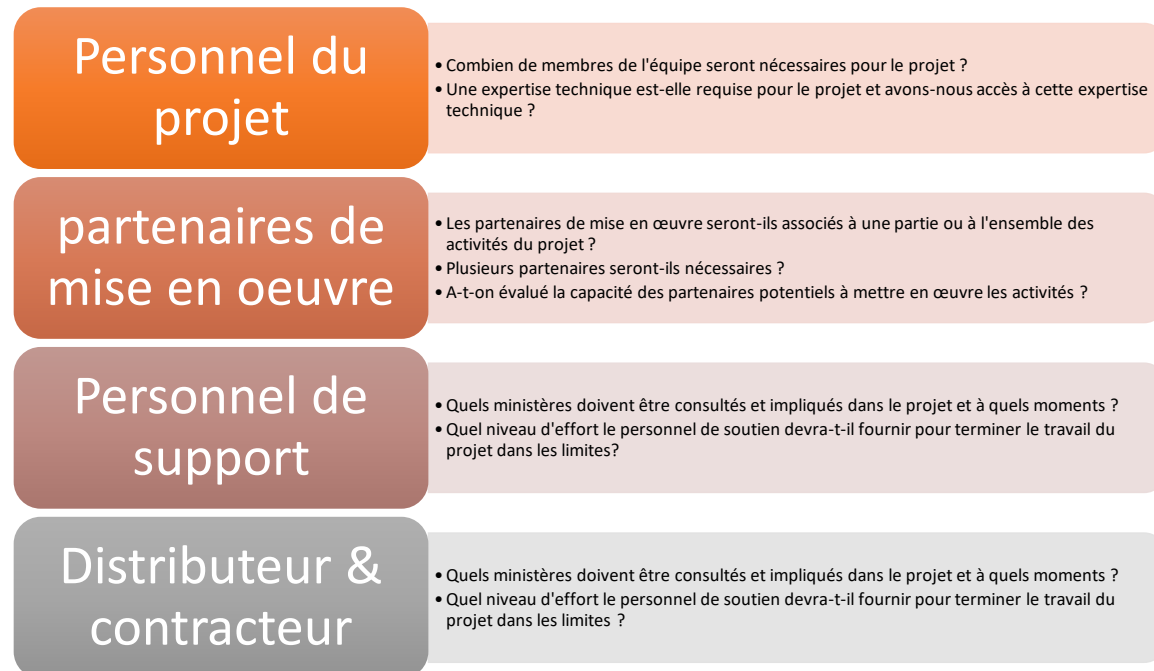 Personnel du
projet
• Combien de membres de l'équipe seront nécessaires pour le projet ?
• Une expertise technique est-elle requise pour le projet et avons-nous accès à cette expertise
technique ?
partenaires de
mise en oeuvre
• Les partenaires de mise en œuvre seront-ils associés à une partie ou à l'ensemble des
activités du projet ?
• Plusieurs partenaires seront-ils nécessaires ?
• A-t-on évalué la capacité des partenaires potentiels à mettre en œuvre les activités ?
Personnel de
support
• Quels ministères doivent être consultés et impliqués dans le projet et à quels moments ?
• Quel niveau d'effort le personnel de soutien devra-t-il fournir pour terminer le travail du
projet dans les limites?
Distributeur &
contracteur
• Quels ministères doivent être consultés et impliqués dans le projet et à quels moments ?
• Quel niveau d'effort le personnel de soutien devra-t-il fournir pour terminer le travail du
projet dans les limites ?